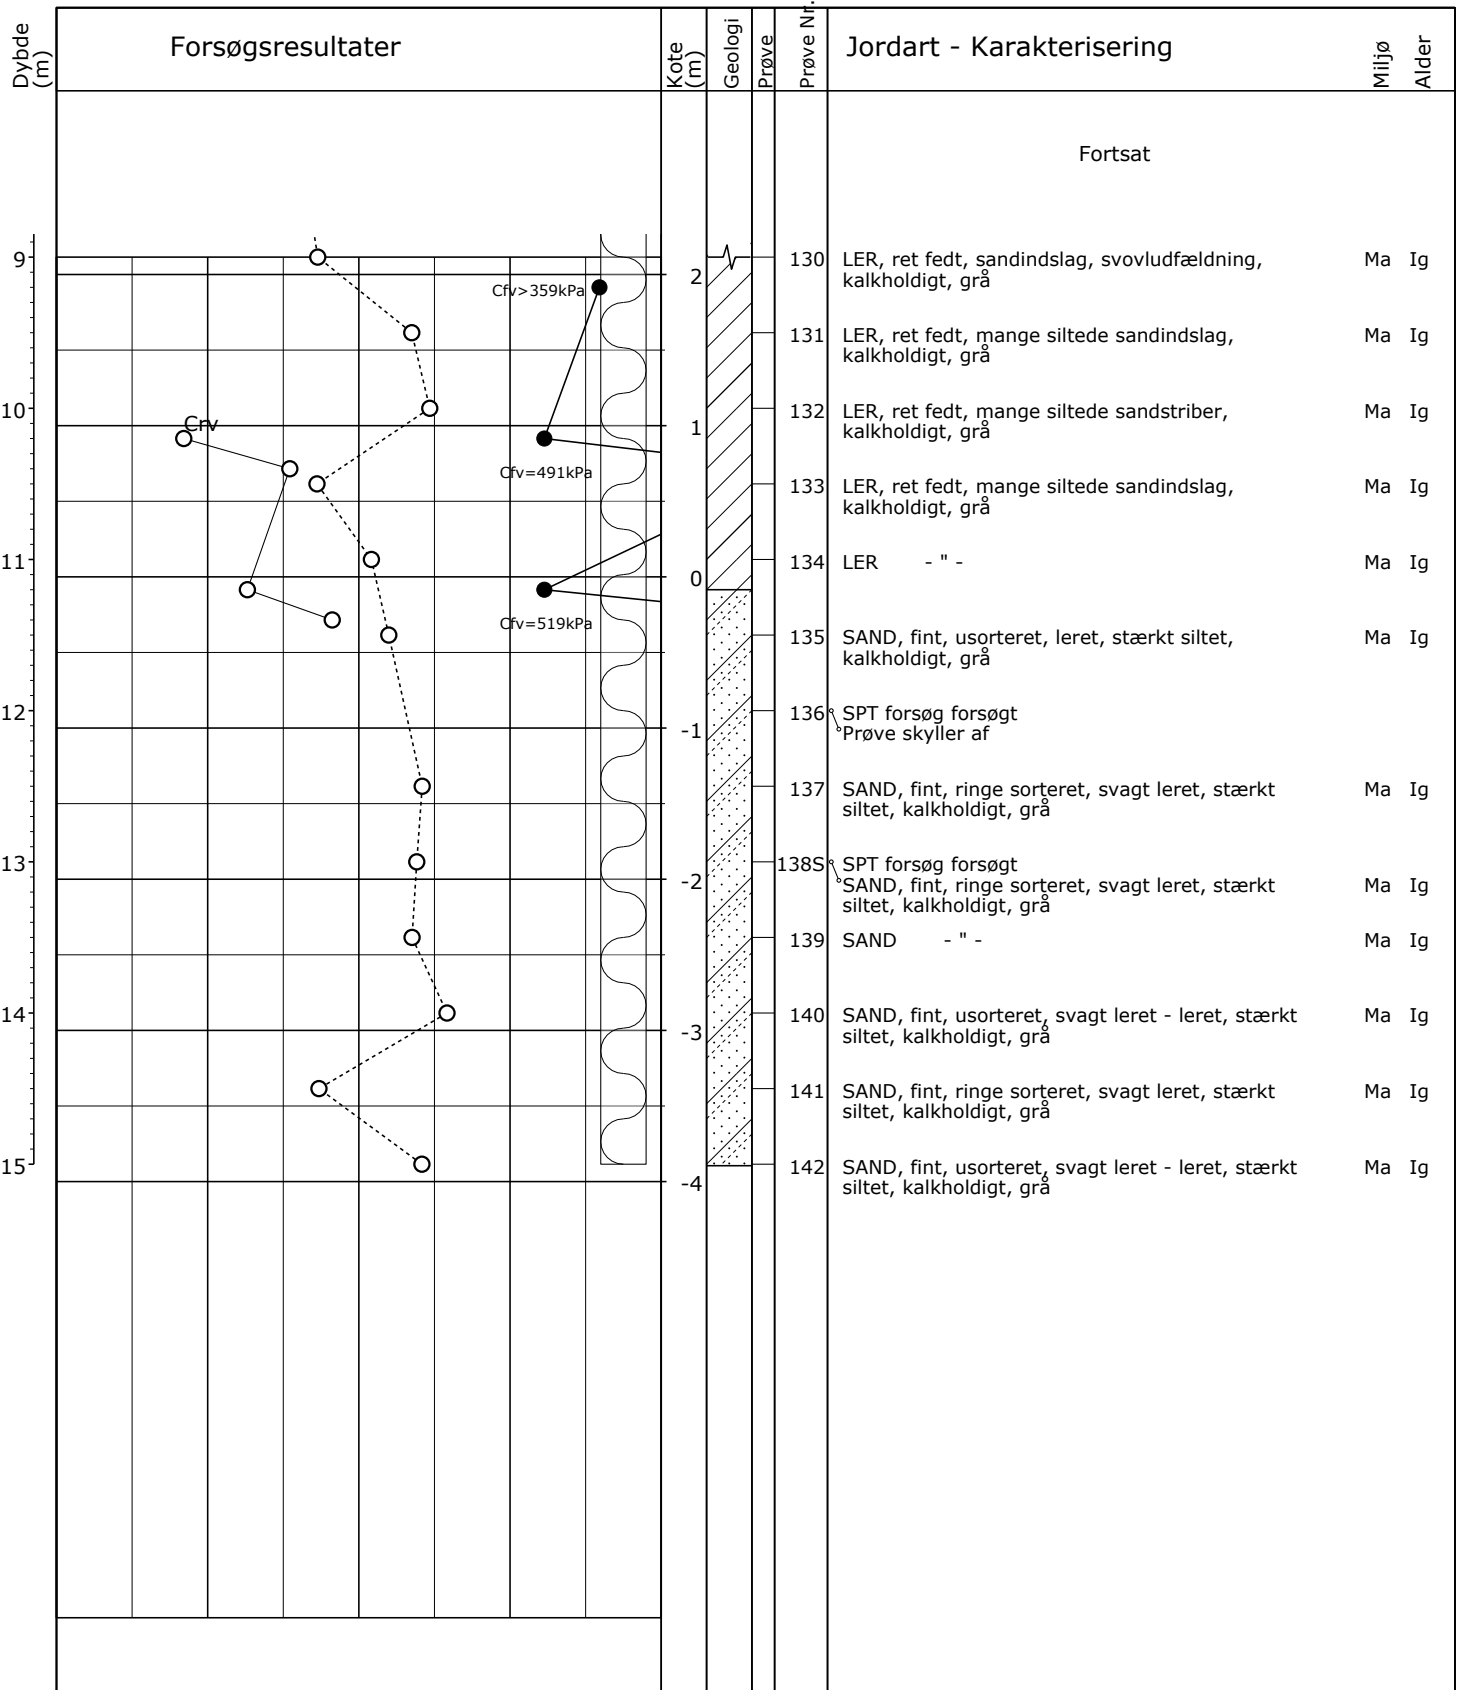 Dybde
(m)
Forsøgsresultater
Kote
(m)
Geologi
Prøve
Prøve Nr.
Jordart - Karakterisering
Miljø
Alder
Fortsat
9
2
Cfv>359kPa
130 LER, ret fedt, sandindslag, svovludfældning, Ma Ig
kalkholdigt, grå
131 LER, ret fedt, mange siltede sandindslag, Ma Ig
kalkholdigt, grå
10
Crv
1
132 LER, ret fedt, mange siltede sandstriber, Ma Ig
kalkholdigt, grå
Cfv=491kPa
133 LER, ret fedt, mange siltede sandindslag, Ma Ig
kalkholdigt, grå
11
0
134 LER - " - Ma Ig
Cfv=519kPa
135 SAND, fint, usorteret, leret, stærkt siltet, Ma Ig
kalkholdigt, grå
12
-1
136 SPT forsøg forsøgt
Prøve skyller af
137 SAND, fint, ringe sorteret, svagt leret, stærkt Ma Ig
siltet, kalkholdigt, grå
13
-2
138S SPT forsøg forsøgt
SAND, fint, ringe sorteret, svagt leret, stærkt Ma Ig
siltet, kalkholdigt, grå
139 SAND - " - Ma Ig
14
-3
140 SAND, fint, usorteret, svagt leret - leret, stærkt Ma Ig
siltet, kalkholdigt, grå
141 SAND, fint, ringe sorteret, svagt leret, stærkt Ma Ig
siltet, kalkholdigt, grå
15
-4
142 SAND, fint, usorteret, svagt leret - leret, stærkt Ma Ig
siltet, kalkholdigt, grå